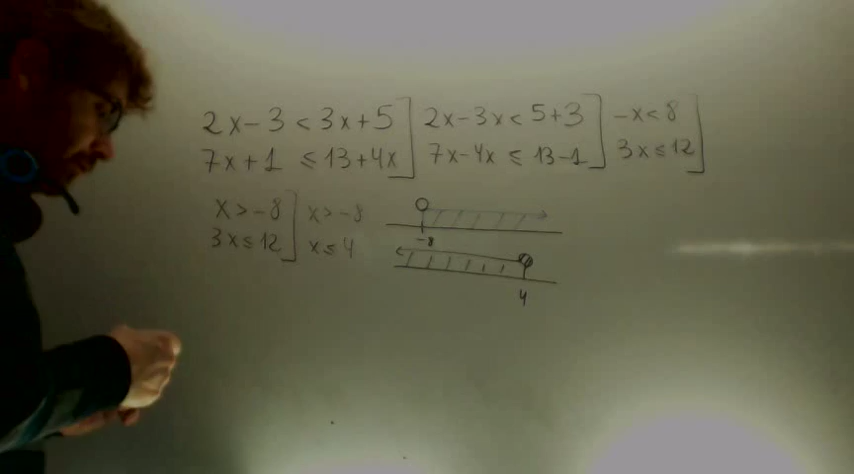 2x-3 < 3x+5] 2x-3x < 5+3] -x < 8]
7x+1 ≤ 13+4x] 7x-4x ≤ 13-1] 3x ≤ 12]
x > -8] x > -8
3x ≤ 12] x ≤ 4
-8
4